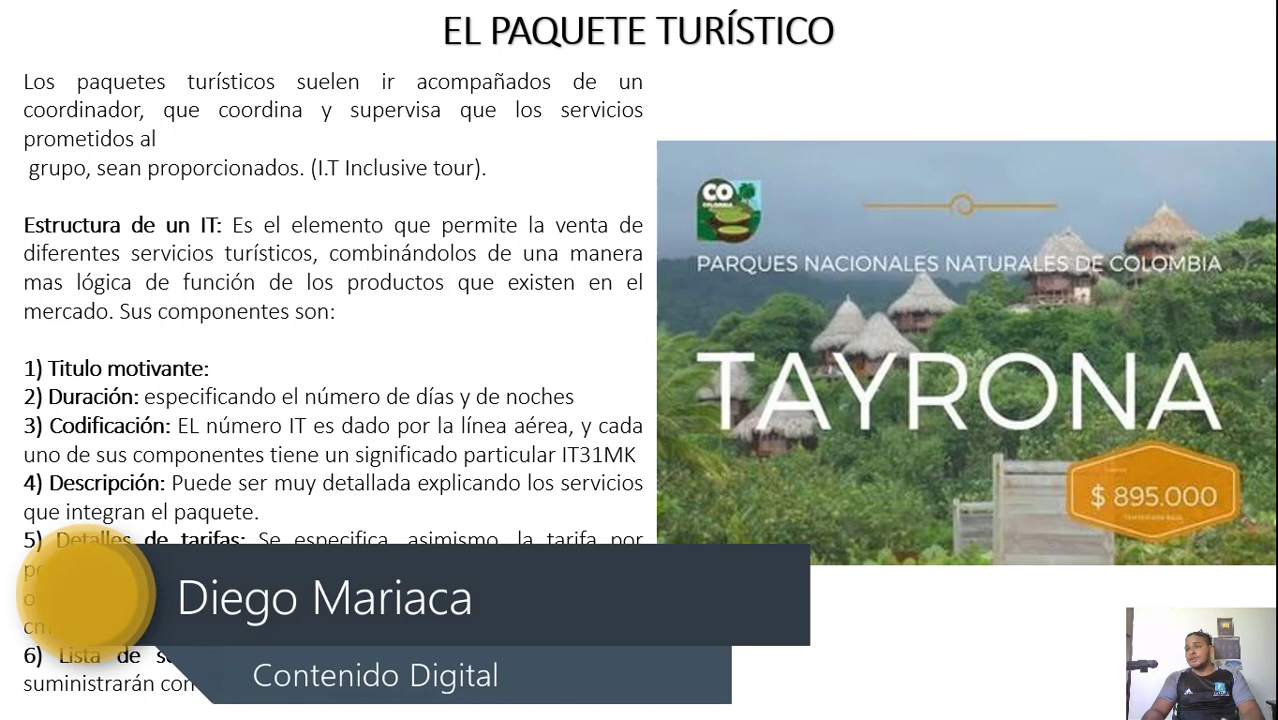 EL PAQUETE TURÍSTICO
Los paquetes turísticos suelen ir acompañados de un
coordinador, que coordina y supervisa que los servicios
prometidos al
grupo, sean proporcionados. (I.T Inclusive tour).
Estructura de un IT: Es el elemento que permite la venta de
diferentes servicios turísticos, combinándolos de una manera
mas lógica de función de los productos que existen en el
mercado. Sus componentes son:
1) Titulo motivante:
2) Duración: especificando el número de días y de noches
3) Codificación: EL número IT es dado por la línea aérea, y cada
uno de sus componentes tiene un significado particular IT31MK
4) Descripción: Puede ser muy detallada explicando los servicios
que integran el paquete.
5) Detalles de tarifas: Se especifica, asimismo, la tarifa por
6) Lista de
suministrarán con
CO
COLOMBIA
PARQUES NACIONALES NATURALES DE COLOMBIA
TAYRONA
$ 895.000
TEMPORADA BAJA
Diego Mariaca
Contenido Digital